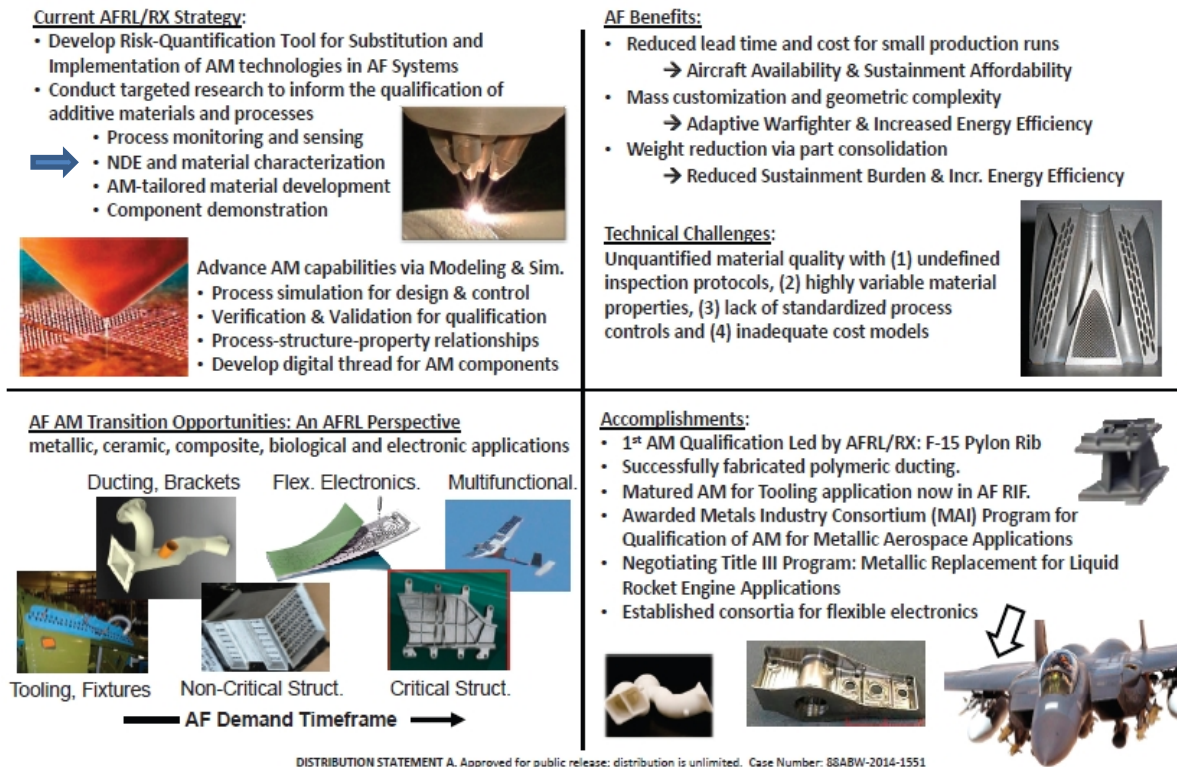 Current AFRL/RX Strategy:
• Develop Risk-Quantification Tool for Substitution and
Implementation of AM technologies in AF Systems
• Conduct targeted research to inform the qualification of
additive materials and processes
• Process monitoring and sensing
• NDE and material characterization
• AM-tailored material development
• Component demonstration
Advance AM capabilities via Modeling & Sim.
• Process simulation for design & control
• Verification & Validation for qualification
• Process-structure-property relationships
• Develop digital thread for AM components
AF Benefits:
• Reduced lead time and cost for small production runs
→ Aircraft Availability & Sustainment Affordability
• Mass customization and geometric complexity
→ Adaptive Warfighter & Increased Energy Efficiency
• Weight reduction via part consolidation
→ Reduced Sustainment Burden & Incr. Energy Efficiency
Technical Challenges:
Unquantified material quality with (1) undefined
inspection protocols, (2) highly variable material
properties, (3) lack of standardized process
controls and (4) inadequate cost models
AF AM Transition Opportunities: An AFRL Perspective
metallic, ceramic, composite, biological and electronic applications
Ducting, Brackets
Flex. Electronics.
Multifunctional.
Tooling, Fixtures
Non-Critical Struct.
Critical Struct.
AF Demand Timeframe
Accomplishments:
• 1st AM Qualification Led by AFRL/RX: F-15 Pylon Rib
• Successfully fabricated polymeric ducting.
• Matured AM for Tooling application now in AF RIF.
• Awarded Metals Industry Consortium (MAI) Program for
Qualification of AM for Metallic Aerospace Applications
• Negotiating Title III Program: Metallic Replacement for Liquid
Rocket Engine Applications
• Established consortia for flexible electronics
DISTRIBUTION STATEMENT A. Approved for public release; distribution is unlimited. Case Number: 88ABW-2014-1551